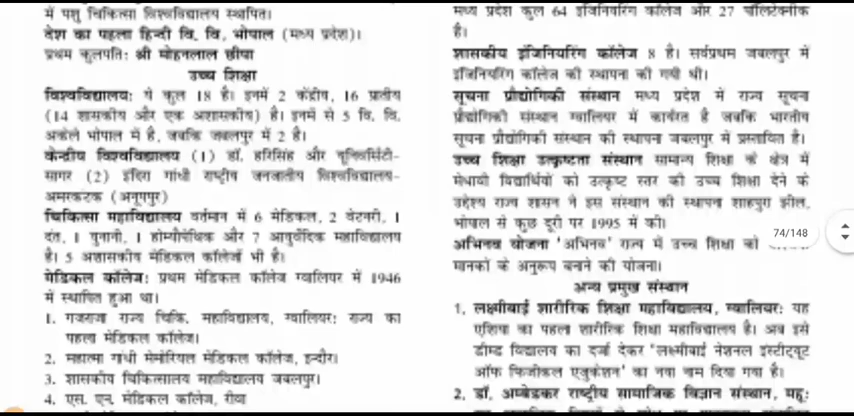 में पशु चिकित्सा विश्वविद्यालय स्थापित।
देश का पहला हिन्दी वि. वि. भोपाल (मध्य प्रदेश)।
प्रथम कुलपतिः श्री मोहनलाल छीपा
उच्च शिक्षा
विश्वविद्यालयः ये कुल 18 है। इनमें 2 केंद्रीय, 16 प्रांतीय
(14 शासकीय और एक अशासकीय) है। इनमें से 5 वि. वि.
अकेले भोपाल में है, जबकि जबलपुर में 2 है।
केन्द्रीय विश्वविद्यालय (1) डॉ. हरिसिंह और यूनिवर्सिटी-
सागर (2) इंदिरा गांधी राष्ट्रीय जनजातीय विश्वविद्यालय-
अमरकंटक (अनूपपुर)
चिकित्सा महाविद्यालय वर्तमान में 6 मेडिकल, 2 वेटनरी, 1
दंत, 1 युनानी, 1 होम्योपैथिक और 7 आयुर्वेदिक महाविद्यालय
है। 5 अशासकीय मेडिकल कॉलेज भी है।
मेडिकल कॉलेजः प्रथम मेडिकल कॉलेज ग्वालियर में 1946
में स्थापित हुआ था।
1. गजराजा राज्य चिकि. महाविद्यालय, ग्वालियरः राज्य का
पहला मेडिकल कॉलेज।
2. महात्मा गांधी मेमोरियल मेडिकल कॉलेज, इन्दौर।
3. शासकीय चिकित्सालय महाविद्यालय जबलपुर।
4. एस. एन. मेडिकल कॉलेज, रीवा
मध्य प्रदेश कुल 64 इंजिनियरिंग कॉलेज और 27 पॉलिटेक्नीक
है।
शासकीय इंजिनियरिंग कॉलेज 8 है। सर्वप्रथम जबलपुर में
इंजिनियरिंग कॉलेज की स्थापना की गयी थी।
सूचना प्रौद्योगिकी संस्थान मध्य प्रदेश में राज्य सूचना
प्रौद्योगिकी संस्थान ग्वालियर में कार्यरत है जबकि भारतीय
सूचना प्रौद्योगिकी संस्थान की स्थापना जबलपुर में प्रस्तावित है।
उच्च शिक्षा उत्कृष्टता संस्थान सामान्य शिक्षा के क्षेत्र में
मेधावी विद्यार्थियों को उत्कृष्ट स्तर की उच्च शिक्षा देने के
उद्देश्य राज्य शासन ने इस संस्थान की स्थापना शाहपुरा झील,
भोपाल से कुछ दूरी पर 1995 में की।
74/148
अभिनव योजना 'अभिनव' राज्य में उच्च शिक्षा को
मानकों के अनुरूप बनाने की योजना।
अन्य प्रमुख संस्थान
1. लक्ष्मीबाई शारीरिक शिक्षा महाविद्यालय, ग्वालियरः यह
एशिया का पहला शारीरिक शिक्षा महाविद्यालय है। अब इसे
डीम्ड विद्यालय का दर्जा देकर 'लक्ष्मीबाई नेशनल इंस्टीट्यूट
ऑफ फिजीकल एजुकेशन' का नया नाम दिया गया है।
2. डॉ. अम्बेडकर राष्ट्रीय सामाजिक विज्ञान संस्थान, महूः